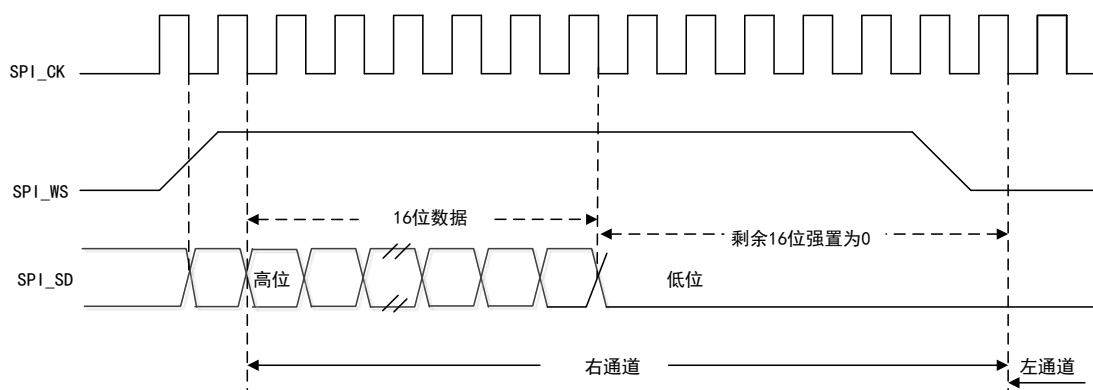 SPI_CK
SPI_WS
16位数据
剩余16位强置为0
SPI_SD
高位
低位
右通道
左通道